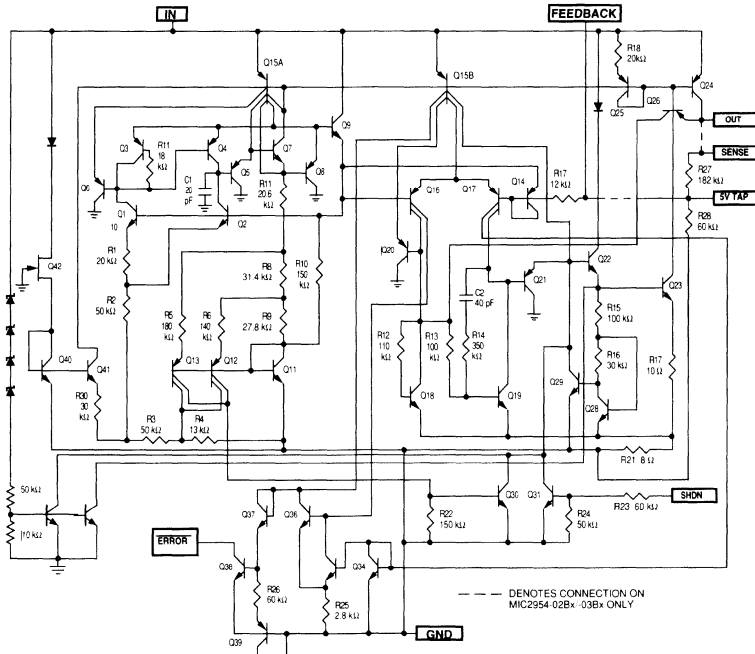 IN
FEEDBACK
R18
20kΩ
Q15A
Q15B
Q24
Q25
Q26
OUT
SENSE
R27
182 kΩ
5V TAP
R28
60 kΩ
Q3
R11
18
kΩ
Q4
Q9
Q7
Q5
Q8
Q6
C1
20
pF
R11
20.6
kΩ
Q1
10
Q2
R1
20 kΩ
R2
50 kΩ
R8
31.4 kΩ
R10
150
kΩ
R5
180
kΩ
R6
140
kΩ
R9
27.8 kΩ
Q13
Q12
Q11
Q42
Q40
Q41
R30
30
kΩ
R3
50 kΩ
R4
13 kΩ
Q16
Q17
Q14
R17
12 kΩ
Q20
Q21
Q22
Q23
C2
40 pF
R15
100 kΩ
R12
110
kΩ
R13
100
kΩ
R14
350
kΩ
R16
30 kΩ
R17
10 Ω
Q18
Q19
Q29
Q28
R21 8 Ω
50 kΩ
10 kΩ
Q30
Q31
R22
150 kΩ
R24
50 kΩ
R23 60 kΩ
SHDN
ERROR
Q37
Q36
Q38
Q34
R26
60 kΩ
R25
2.8 kΩ
Q39
GND
DENOTES CONNECTION ON
MIC2954-02Bx/-03Bx ONLY